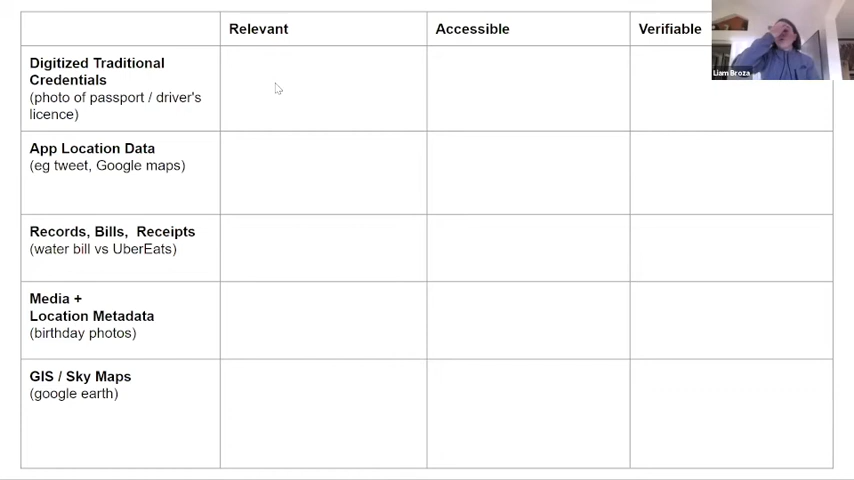 Relevant
Accessible
Verifiable
Liam Broza
Digitized Traditional
Credentials
(photo of passport / driver's
licence)
App Location Data
(eg tweet, Google maps)
Records, Bills,  Receipts
(water bill vs UberEats)
Media +
Location Metadata
(birthday photos)
GIS / Sky Maps
(google earth)